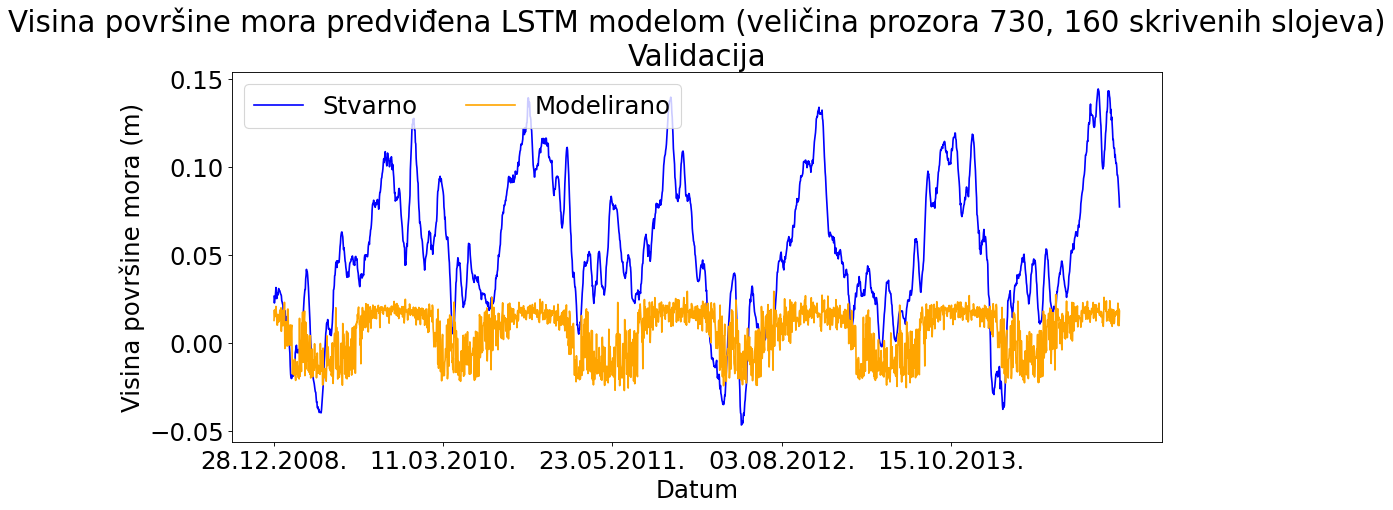 Visina površine mora predviđena LSTM modelom (veličina prozora 730, 160 skrivenih slojeva)
Validacija
Stvarno
Modelirano
Visina površine mora (m)
0.15
0.10
0.05
0.00
−0.05
28.12.2008.
11.03.2010.
23.05.2011.
03.08.2012.
15.10.2013.
Datum